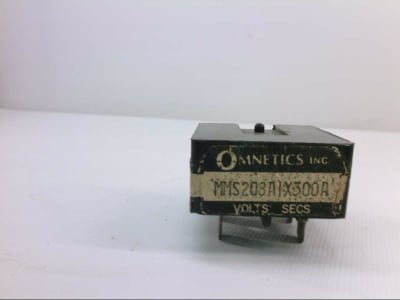 OMNETICS INC.
MMS203A1X300A
VOLTS SECS